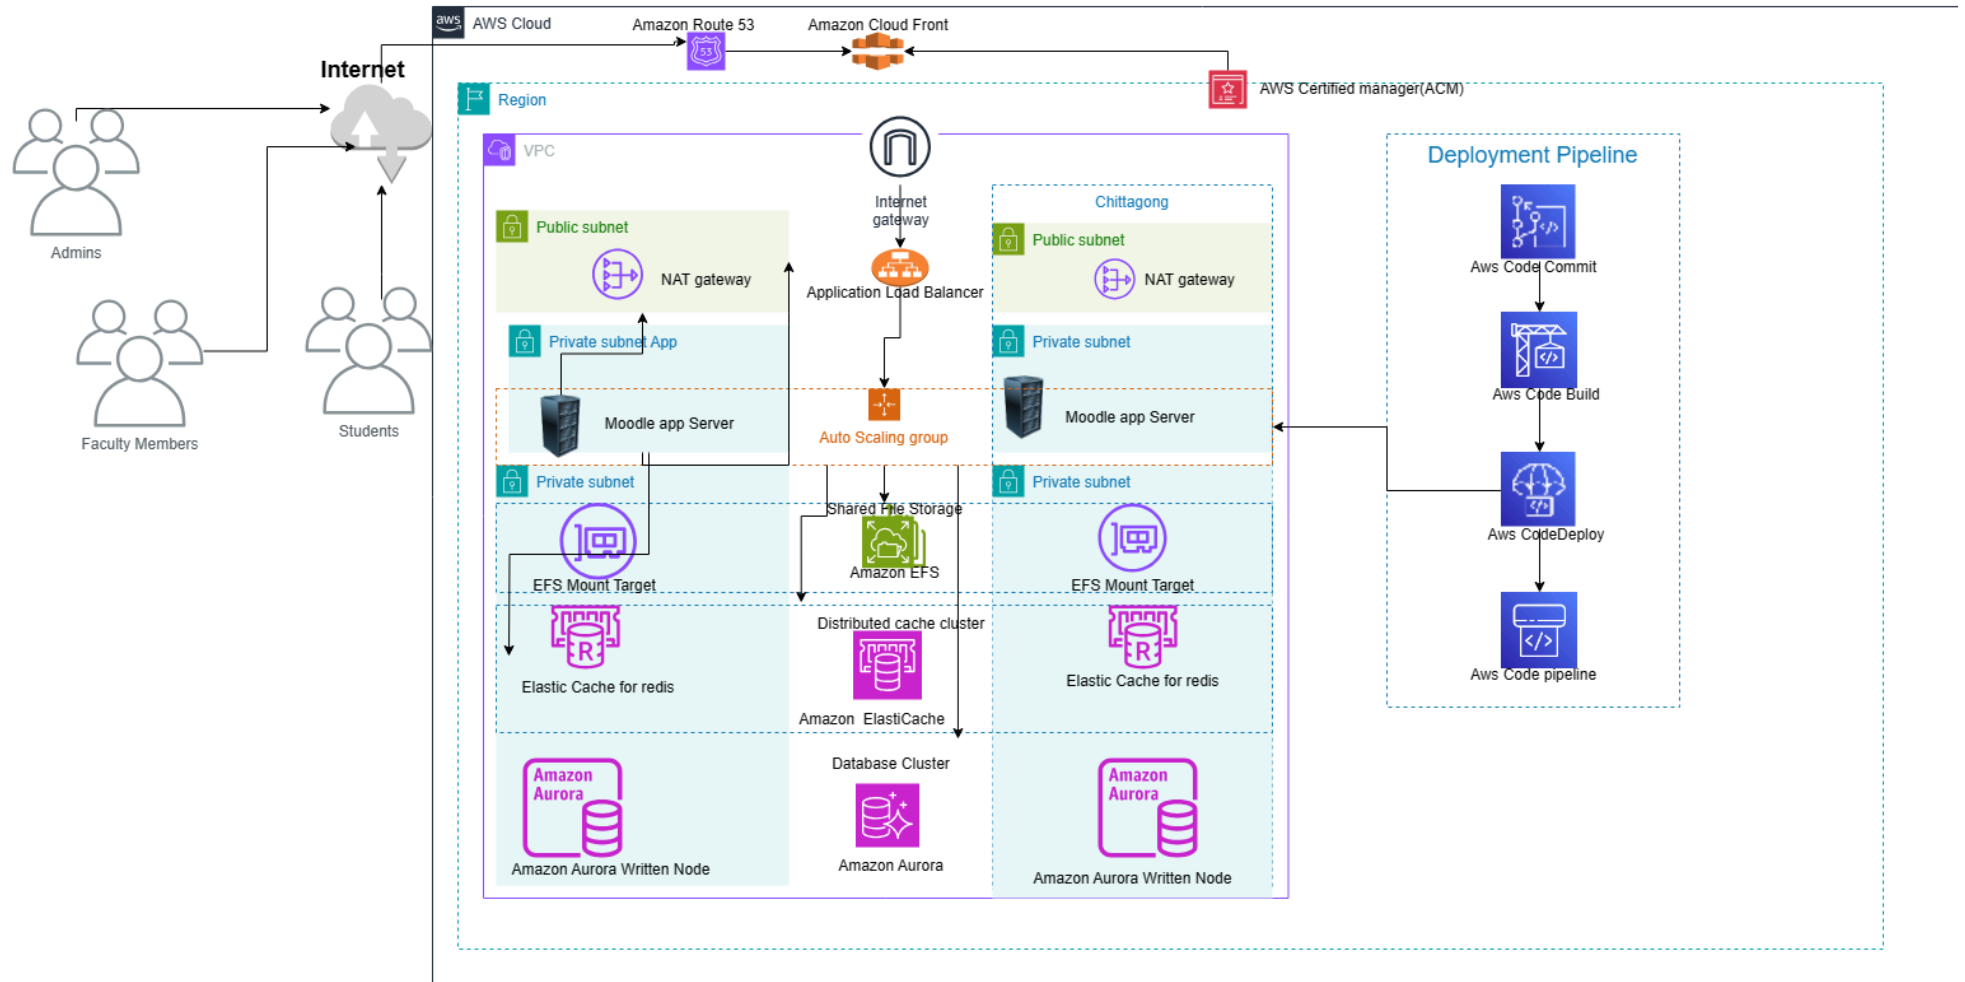 aws
AWS Cloud
Amazon Route 53
53
Amazon Cloud Front
Internet
Region
AWS Certified manager(ACM)
Admins
Faculty Members
Students
VPC
Internet
gateway
Application Load Balancer
Public subnet
NAT gateway
Private subnet App
Moodle app Server
Auto Scaling group
Chittagong
Public subnet
NAT gateway
Private subnet
Moodle app Server
Private subnet
EFS Mount Target
Shared File Storage
Amazon EFS
Private subnet
EFS Mount Target
R
Elastic Cache for redis
Distributed cache cluster
Amazon ElastiCache
R
Elastic Cache for redis
Amazon
Aurora
Amazon Aurora Written Node
Database Cluster
Amazon Aurora
Amazon
Aurora
Amazon Aurora Written Node
Deployment Pipeline
Aws Code Commit
Aws Code Build
Aws CodeDeploy
Aws Code pipeline